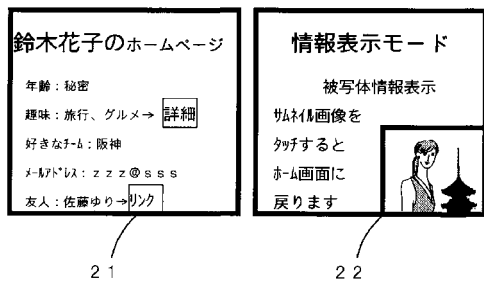 鈴木花子のホームページ
年齢：秘密
趣味：旅行、グルメ→ 詳細
好きなﾁｰﾑ：阪神
ﾒｰﾙｱﾄﾞﾚｽ：ｚｚｚ＠ｓｓｓ
友人：佐藤ゆり→ﾘﾝｸ
２１
情報表示モード
被写体情報表示
ｻﾑﾈｲﾙ画像を
ﾀｯﾁすると
ﾎｰﾑ画面に
戻ります
２２